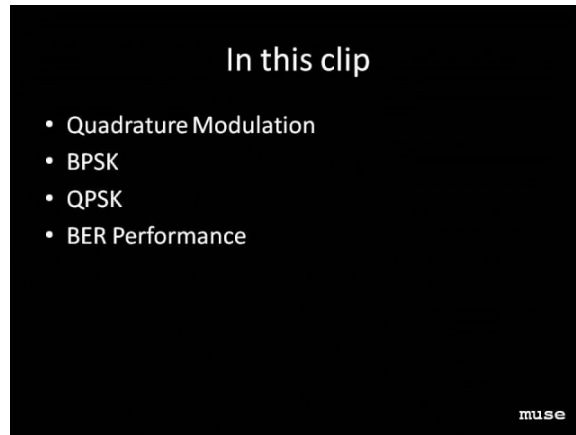 In this clip
• Quadrature Modulation
• BPSK
• QPSK
• BER Performance
muse